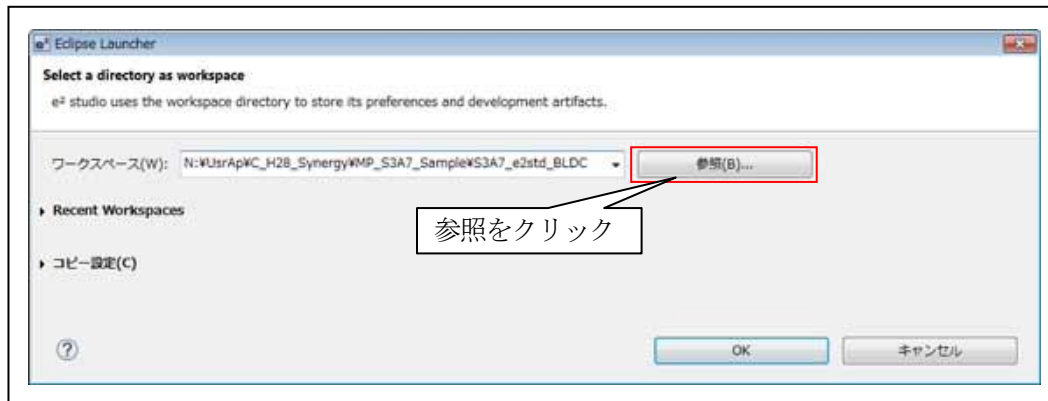 e² Eclipse Launcher
Select a directory as workspace
e² studio uses the workspace directory to store its preferences and development artifacts.
ワークスペース(W): N:¥UsrAp¥C_H28_Synergy¥MP_S3A7_Sample¥S3A7_e2std_BLDC 参照(B)...
Recent Workspaces
参照をクリック
コピー設定(C)
? OK キャンセル